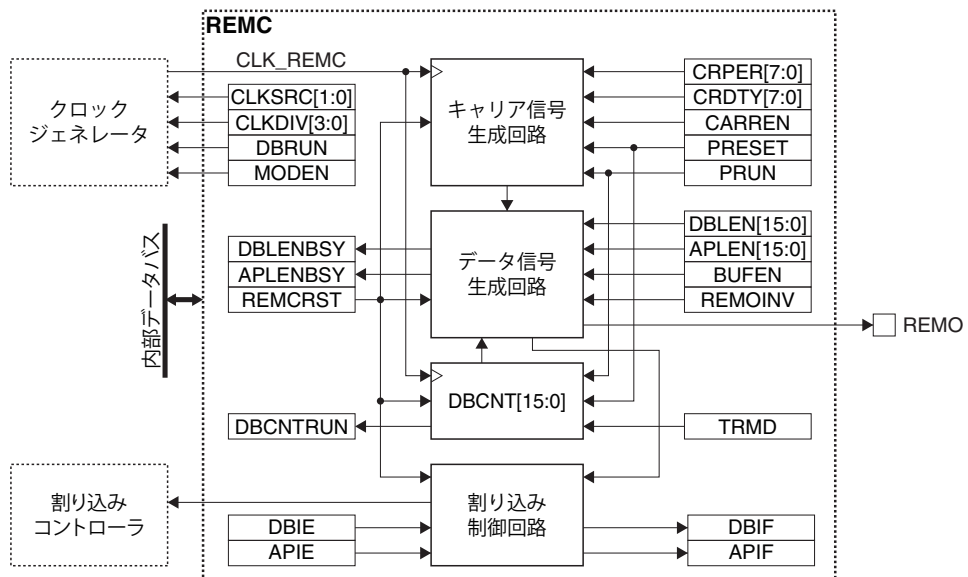 REMC
CLK_REMC
クロック
ジェネレータ
CLKSRC[1:0]
CLKDIV[3:0]
DBRUN
MODEN
キャリア信号
生成回路
CRPER[7:0]
CRDTY[7:0]
CARREN
PRESET
PRUN
内部データバス
DBLENBSY
APLENBSY
REMCRST
データ信号
生成回路
DBLEN[15:0]
APLEN[15:0]
BUFEN
REMOINV
REMO
DBCNTRUN
DBCNT[15:0]
TRMD
割り込み
コントローラ
DBIE
APIE
割り込み
制御回路
DBIF
APIF